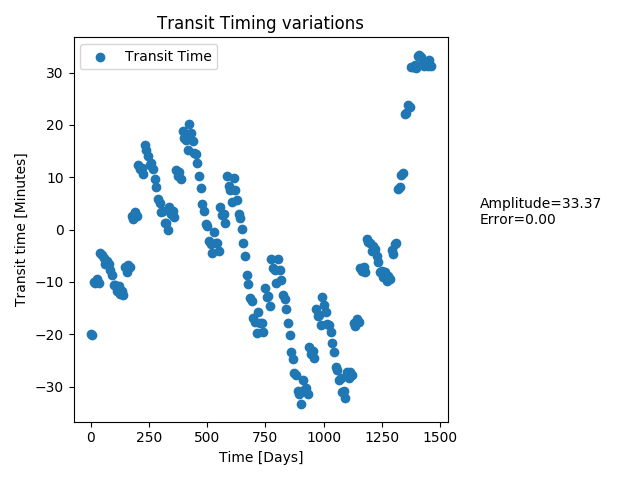 Transit Timing variations
Transit Time
30
20
10
0
−10
−20
−30
Transit time [Minutes]
0
250
500
750
1000
1250
1500
Time [Days]
Amplitude=33.37
Error=0.00